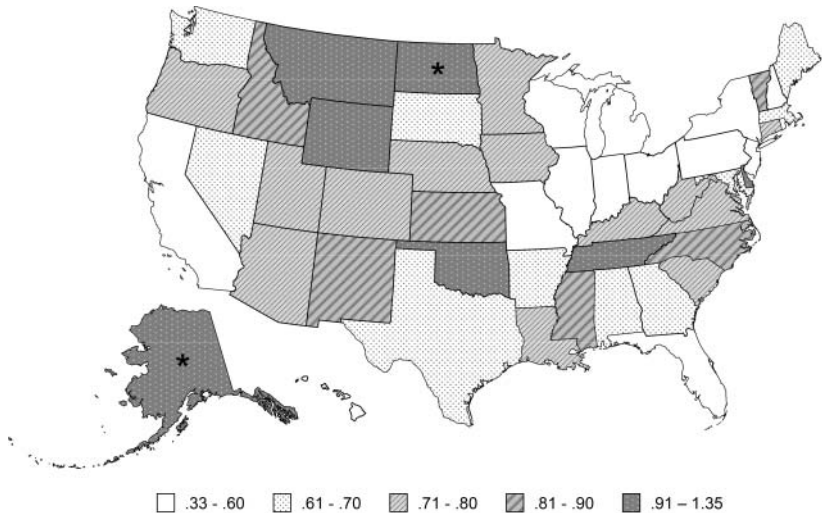 *
*
.33 - .60 .61 - .70 .71 - .80 .81 - .90 .91 – 1.35